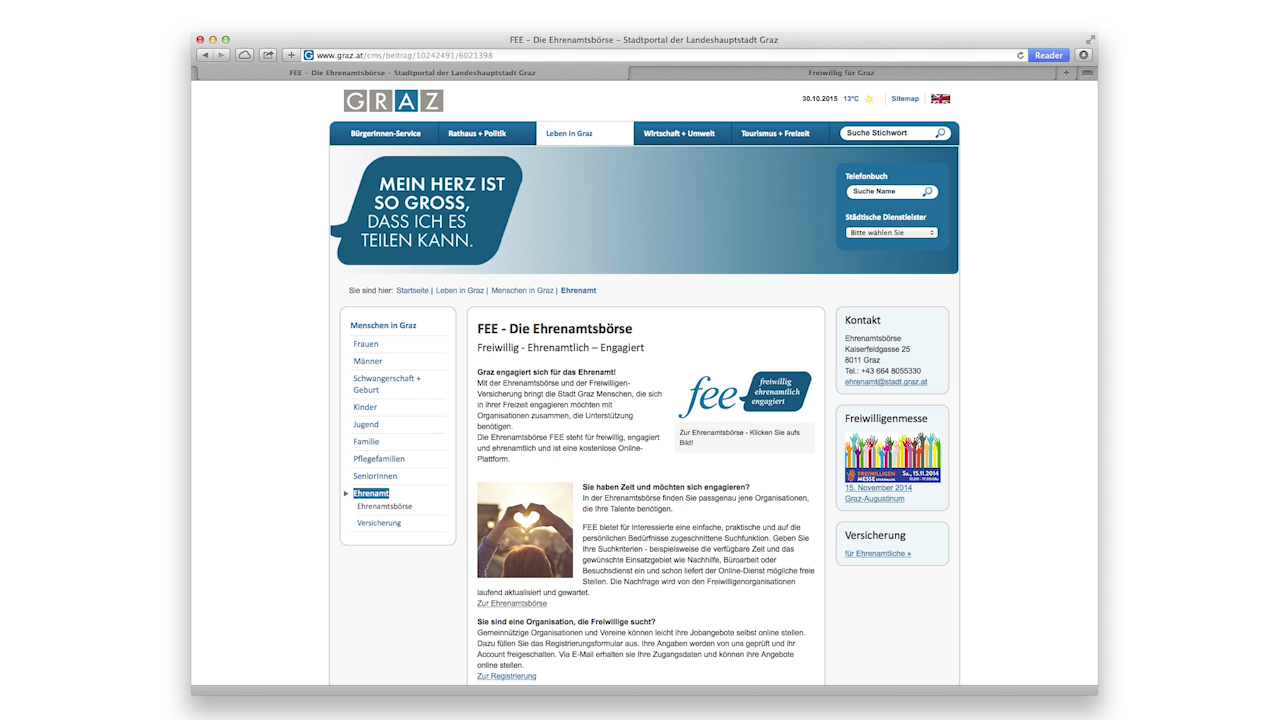 FEE – Die Ehrenamtsbörse – Stadtportal der Landeshauptstadt Graz
www.graz.at/cms/beitrag/10242491/6021398
Reader
FEE – Die Ehrenamtsbörse – Stadtportal der Landeshauptstadt Graz
Freiwillig für Graz
GRAZ
30.10.2015 13°C Sitemap
BürgerInnen-Service Rathaus + Politik Leben in Graz Wirtschaft + Umwelt Tourismus + Freizeit Suche Stichwort
MEIN HERZ IST
SO GROSS,
DASS ICH ES
TEILEN KANN.
Telefonbuch
Suche Name
Städtische Dienstleister
Bitte wählen Sie
Sie sind hier: Startseite | Leben in Graz | Menschen in Graz | Ehrenamt
Menschen in Graz
Frauen
Männer
Schwangerschaft +
Geburt
Kinder
Jugend
Familie
Pflegefamilien
SeniorInnen
Ehrenamt
Ehrenamtsbörse
Versicherung
FEE - Die Ehrenamtsbörse
Freiwillig - Ehrenamtlich – Engagiert
Graz engagiert sich für das Ehrenamt!
Mit der Ehrenamtsbörse und der Freiwilligen-
Versicherung bringt die Stadt Graz Menschen, die sich
in ihrer Freizeit engagieren möchten mit
Organisationen zusammen, die Unterstützung
benötigen.
Die Ehrenamtsbörse FEE steht für freiwillig, engagiert
und ehrenamtlich und ist eine kostenlose Online-
Plattform.
fee
freiwillig
ehrenamtlich
engagiert
Zur Ehrenamtsbörse - Klicken Sie aufs
Bild!
Sie haben Zeit und möchten sich engagieren?
In der Ehrenamtsbörse finden Sie passgenau jene Organisationen,
die Ihre Talente benötigen.
FEE bietet für Interessierte eine einfache, praktische und auf die
persönlichen Bedürfnisse zugeschnittene Suchfunktion. Geben Sie
Ihre Suchkriterien - beispielsweise die verfügbare Zeit und das
gewünschte Einsatzgebiet wie Nachhilfe, Büroarbeit oder
Besuchsdienst ein und schon liefert der Online-Dienst mögliche freie
Stellen. Die Nachfrage wird von den Freiwilligenorganisationen
laufend aktualisiert und gewartet.
Zur Ehrenamtsbörse
Sie sind eine Organisation, die Freiwillige sucht?
Gemeinnützige Organisationen und Vereine können leicht ihre Jobangebote selbst online stellen.
Dazu füllen Sie das Registrierungsformular aus. Ihre Angaben werden von uns geprüft und ihr
Account freigeschalten. Via E-Mail erhalten sie Ihre Zugangsdaten und können ihre Angebote
online stellen.
Zur Registrierung
Kontakt
Ehrenamtsbörse
Kaiserfeldgasse 25
8011 Graz
Tel.: +43 664 8055330
ehrenamt@stadt.graz.at
Freiwilligenmesse
FREIWILLIGEN
MESSE
Sa., 15.11.2014
10:00 - 17:00 Uhr
15. November 2014
Graz-Augustinum
Versicherung
für Ehrenamtliche »